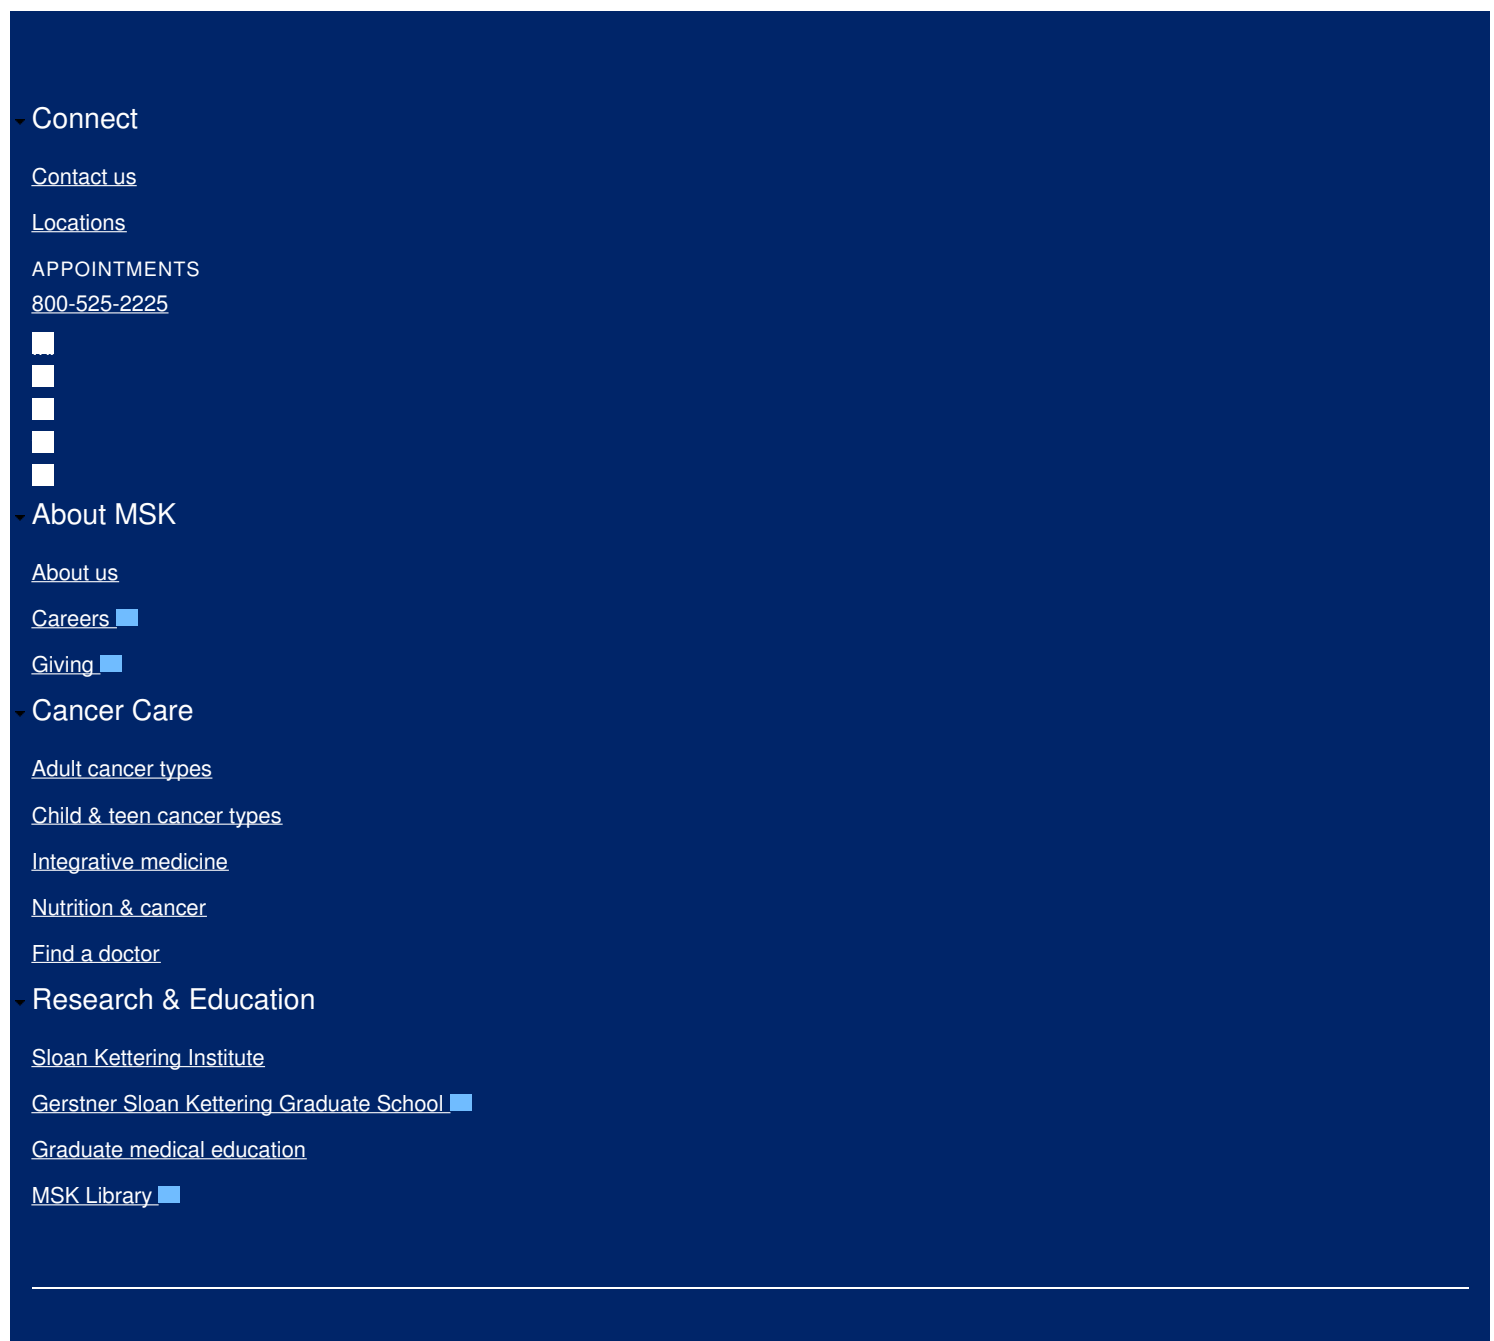 Connect
Contact us
Locations
APPOINTMENTS
800-525-2225
About MSK
About us
Careers
Giving
Cancer Care
Adult cancer types
Child & teen cancer types
Integrative medicine
Nutrition & cancer
Find a doctor
Research & Education
Sloan Kettering Institute
Gerstner Sloan Kettering Graduate School
Graduate medical education
MSK Library